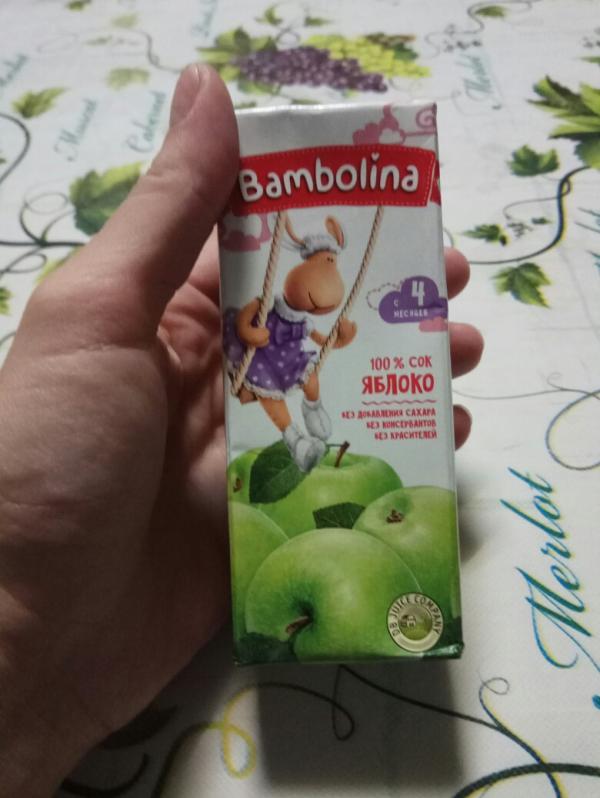 Bambolina
с 4
МЕСЯЦЕВ
100 % СОК
ЯБЛОКО
БЕЗ ДОБАВЛЕНИЯ САХАРА
БЕЗ КОНСЕРВАНТОВ
БЕЗ КРАСИТЕЛЕЙ
DB JUICE COMPANY
Muscat
Cabernet
Merlot
Merlot